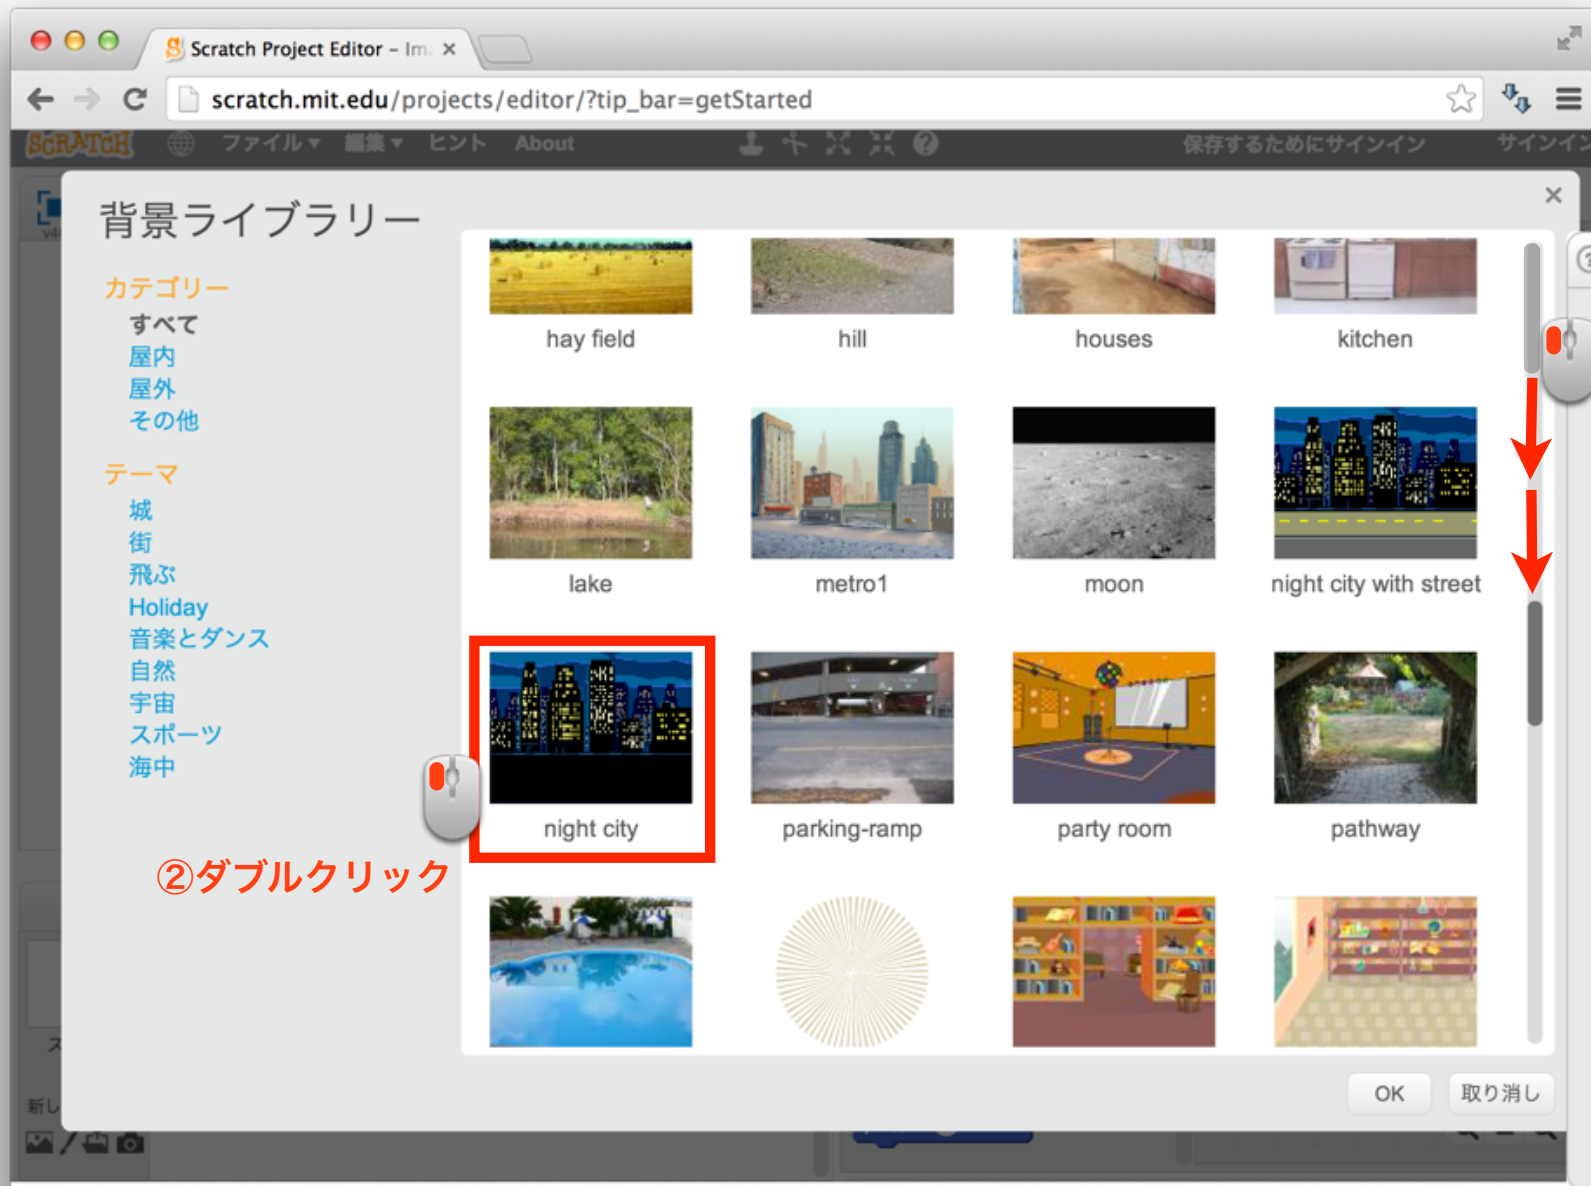 Scratch Project Editor – Im
scratch.mit.edu/projects/editor/?tip_bar=getStarted
SCRATCH ファイル▼ 編集▼ ヒント About 保存するためにサインイン サインイン
背景ライブラリー
カテゴリー
すべて
屋内
屋外
その他
テーマ
城
街
飛ぶ
Holiday
音楽とダンス
自然
宇宙
スポーツ
海中
hay field hill houses kitchen
lake metro1 moon night city with street
night city parking-ramp party room pathway
②ダブルクリック
OK 取り消し
新し